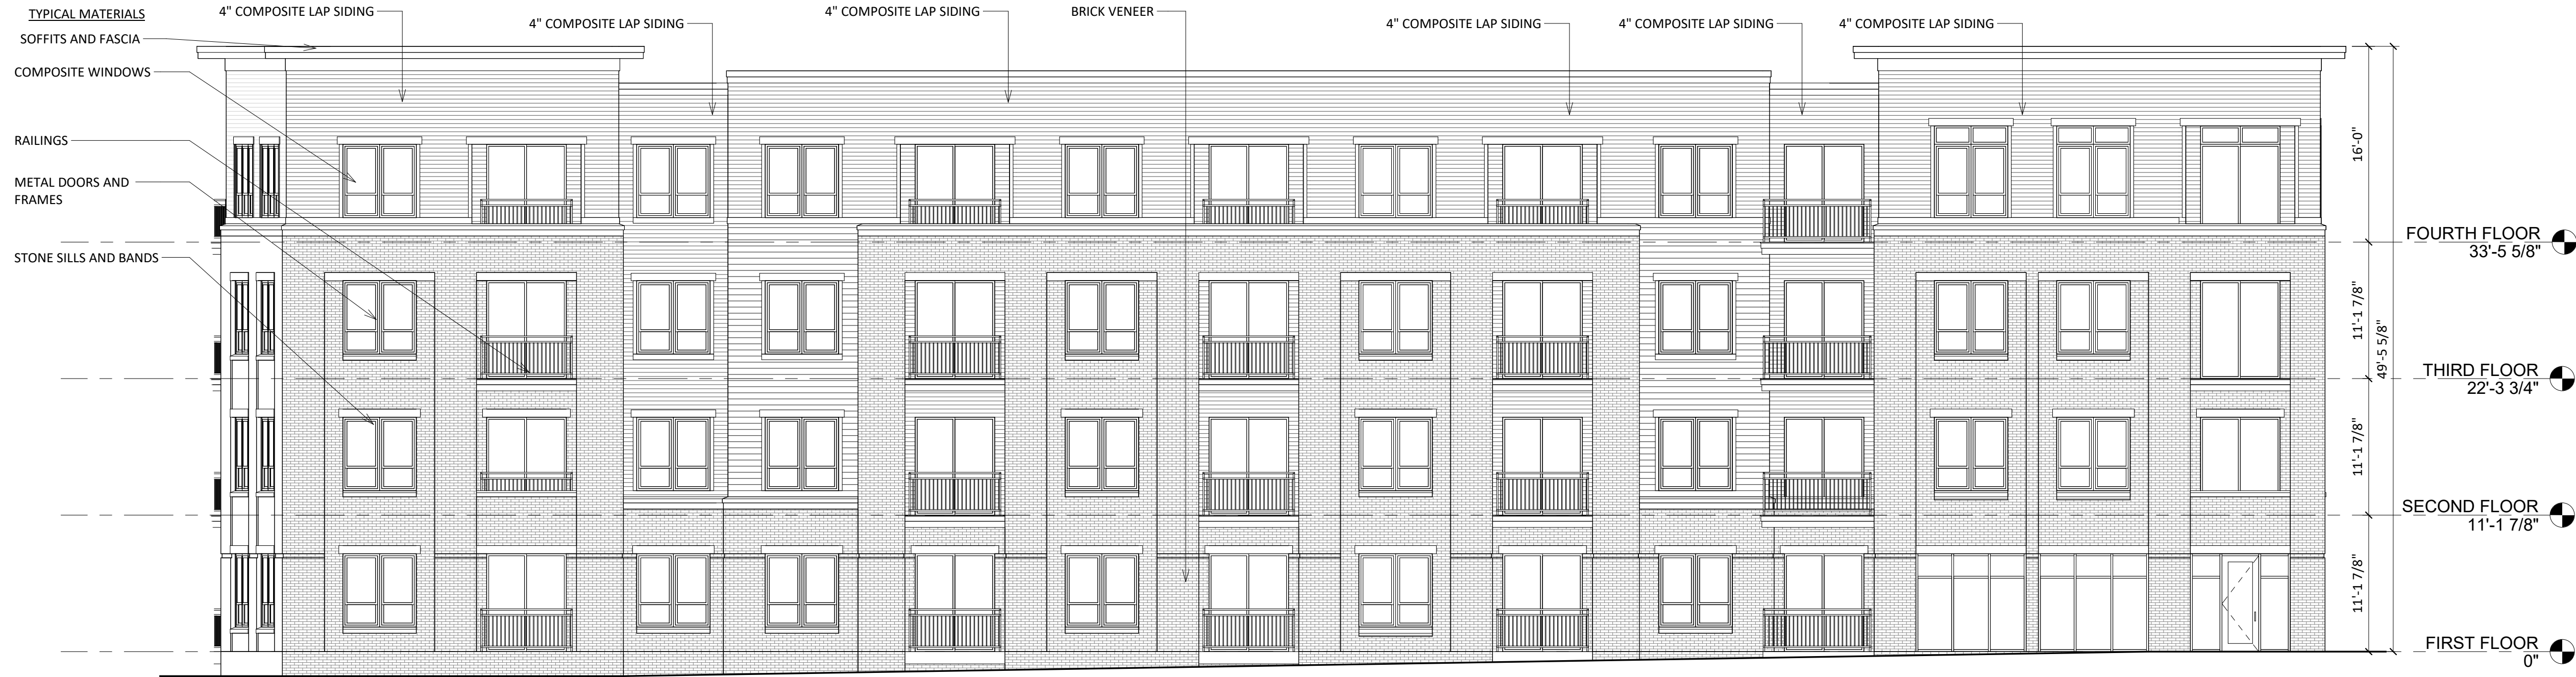 TYPICAL MATERIALS
4" COMPOSITE LAP SIDING
4" COMPOSITE LAP SIDING
4" COMPOSITE LAP SIDING
BRICK VENEER
4" COMPOSITE LAP SIDING
4" COMPOSITE LAP SIDING
4" COMPOSITE LAP SIDING
SOFFITS AND FASCIA
COMPOSITE WINDOWS
RAILINGS
METAL DOORS AND
FRAMES
STONE SILLS AND BANDS
16'-0"
11'-1 7/8"
11'-1 7/8"
11'-1 7/8"
49'-5 5/8"
FOURTH FLOOR
33'-5 5/8"
THIRD FLOOR
22'-3 3/4"
SECOND FLOOR
11'-1 7/8"
FIRST FLOOR
0"